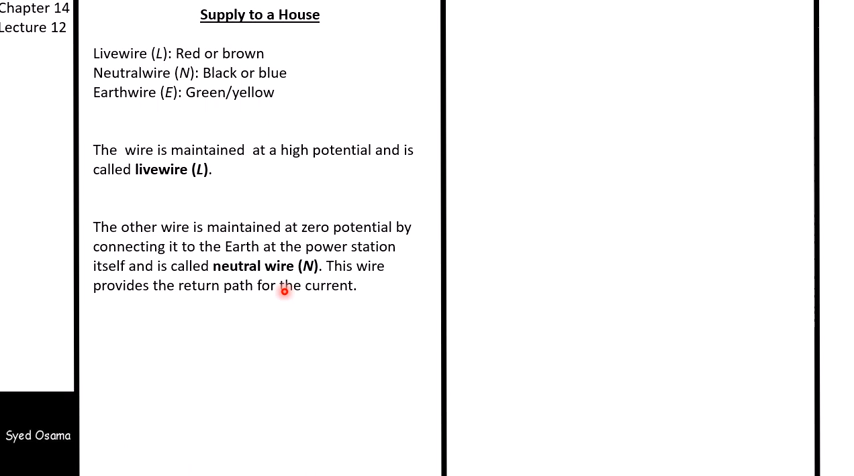 Chapter 14
Lecture 12
Supply to a House
Livewire (L): Red or brown
Neutralwire (N): Black or blue
Earthwire (E): Green/yellow
The wire is maintained at a high potential and is
called livewire (L).
The other wire is maintained at zero potential by
connecting it to the Earth at the power station
itself and is called neutral wire (N). This wire
provides the return path for the current.
Syed Osama